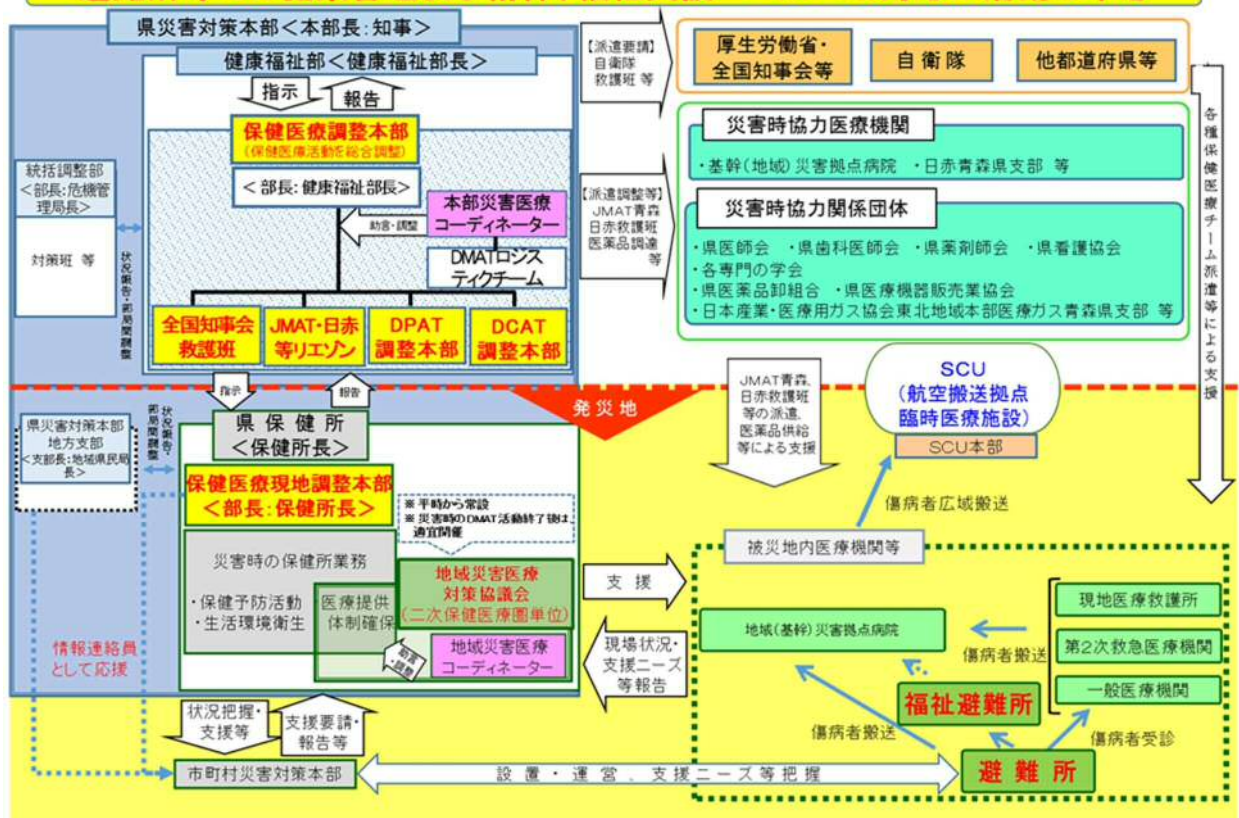 県災害対策本部<本部長:知事>
健康福祉部<健康福祉部長>
指示
報告
保健医療調整本部
(保健医療活動を総合調整)
<部長:健康福祉部長>
統括調整部
<部長:危機管
理局長>
対策班 等
状況報告・部局間調整
助言・調整
本部災害医療
コーディネーター
DMATロジス
ティクチーム
全国知事会
救護班
JMAT・日赤
等リエゾン
DPAT
調整本部
DCAT
調整本部
【派遣要請】
自衛隊
救護班 等
厚生労働省・
全国知事会等
自衛隊
他都道府県等
【派遣調整等】
JMAT青森
日赤救護班
医薬品調達
等
災害時協力医療機関
・基幹(地域)災害拠点病院 ・日赤青森県支部 等
災害時協力関係団体
・県医師会 ・県歯科医師会 ・県薬剤師会 ・県看護協会
・各専門の学会
・県医薬品卸組合 ・県医療機器販売業協会
・日本産業・医療用ガス協会東北地域本部医療ガス青森県支部 等
各種保健医療チーム派遣等による支援
指示
報告
発災地
JMAT青森、
日赤救護班
等の派遣、
医薬品供給
等による支援
SCU
(航空搬送拠点
臨時医療施設)
SCU本部
県災害対策本部
地方支部
<支部長:地域県民局
長>
状況報告・
部局間調整
県保健所
<保健所長>
保健医療現地調整本部
<部長:保健所長>
※ 平時から常設
※ 災害時のDMAT活動終了後は、
適宜開催
災害時の保健所業務
・保健予防活動
・生活環境衛生
医療提供
体制確保
地域災害医療
対策協議会
(二次保健医療圏単位)
助言
・調整
地域災害医療
コーディネーター
支援
現場状況・
支援ニーズ
等報告
傷病者広域搬送
被災地内医療機関等
地域(基幹)災害拠点病院
現地医療救護所
第2次救急医療機関
一般医療機関
傷病者搬送
福祉避難所
傷病者搬送
傷病者受診
避難所
情報連絡員
として応援
状況把握・
支援等
支援要請・
報告等
市町村災害対策本部
設置・運営、支援ニーズ等把握